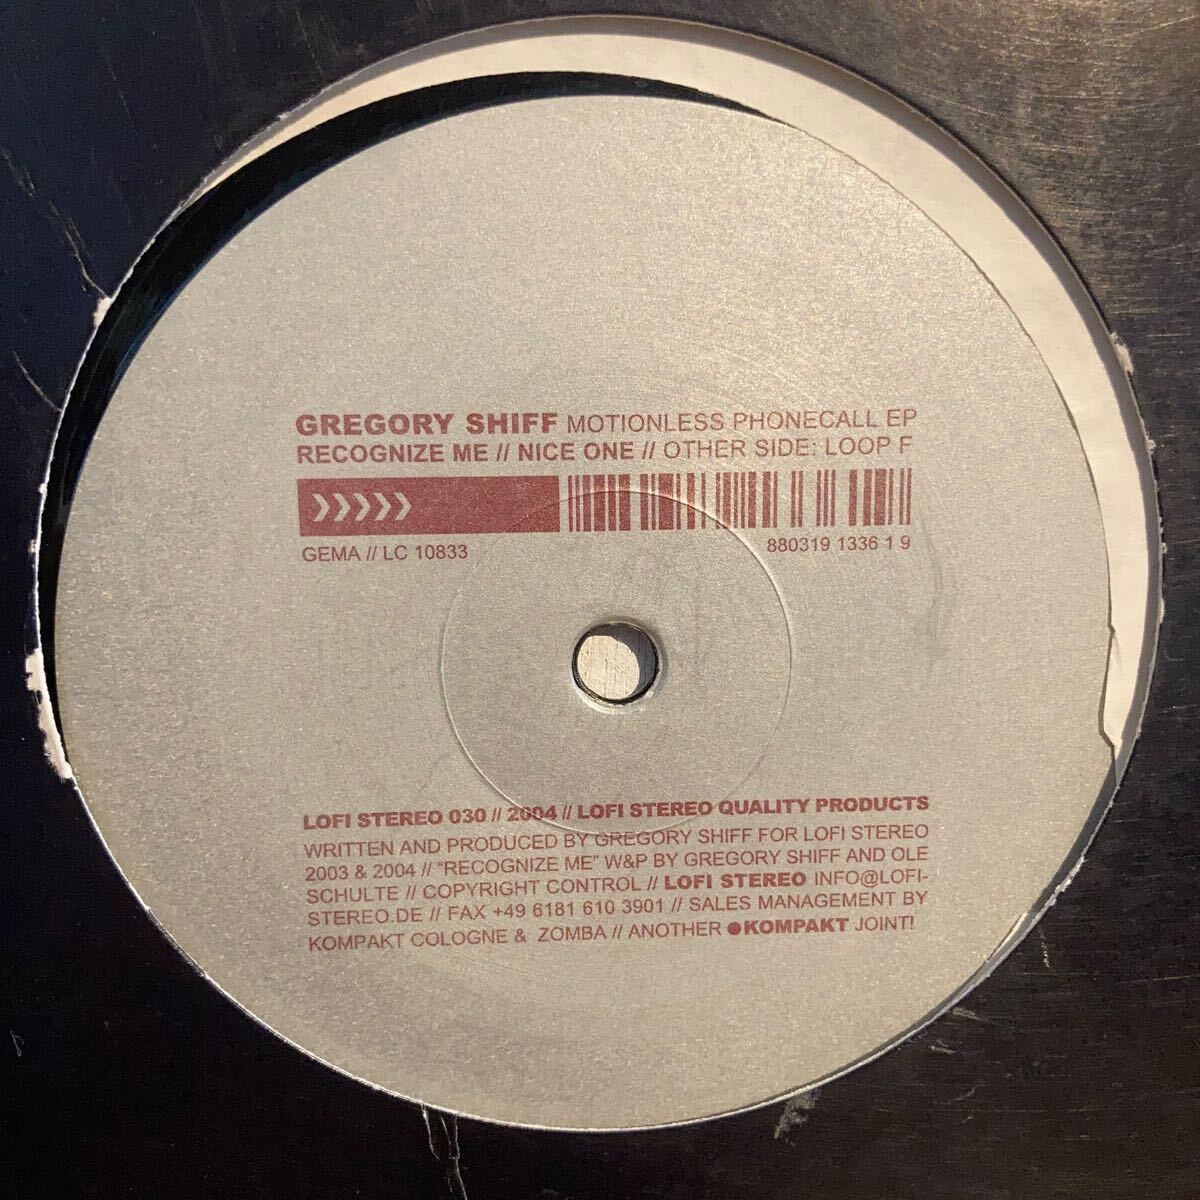 GREGORY SHIFF MOTIONLESS PHONECALL EP
RECOGNIZE ME // NICE ONE // OTHER SIDE: LOOP F
GEMA // LC 10833
880319 1336 1 9
LOFI STEREO 030 // 2004 // LOFI STEREO QUALITY PRODUCTS
WRITTEN AND PRODUCED BY GREGORY SHIFF FOR LOFI STEREO
2003 & 2004 // “RECOGNIZE ME” W&P BY GREGORY SHIFF AND OLE
SCHULTE // COPYRIGHT CONTROL // LOFI STEREO INFO@LOFI-
STEREO.DE // FAX +49 6181 610 3901 // SALES MANAGEMENT BY
KOMPAKT COLOGNE & ZOMBA // ANOTHER ●KOMPAKT JOINT!